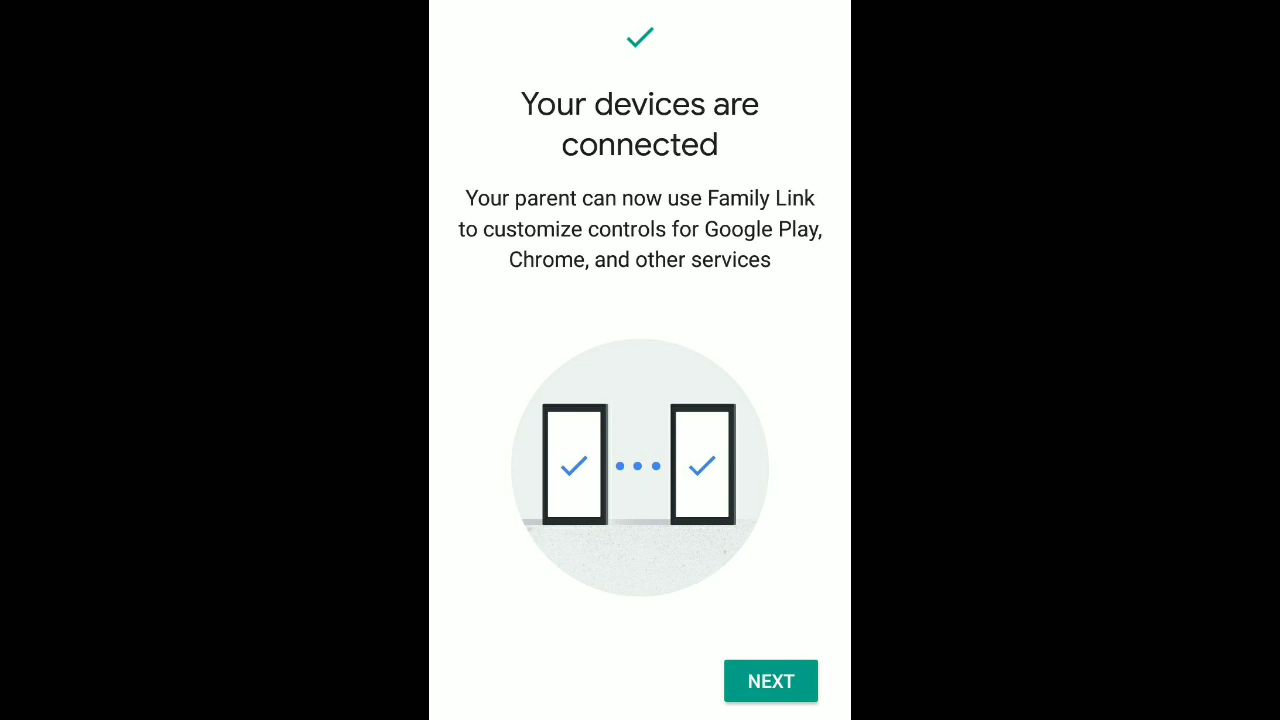 Your devices are
connected
Your parent can now use Family Link
to customize controls for Google Play,
Chrome, and other services
NEXT